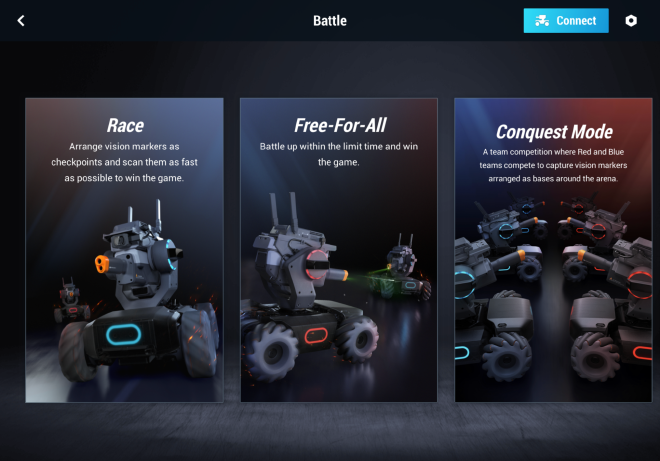 Battle
Connect
Race
Arrange vision markers as
checkpoints and scan them as fast
as possible to win the game.
Free-For-All
Battle up within the limit time and win
the game.
Conquest Mode
A team competition where Red and Blue
teams compete to capture vision markers
arranged as bases around the arena.